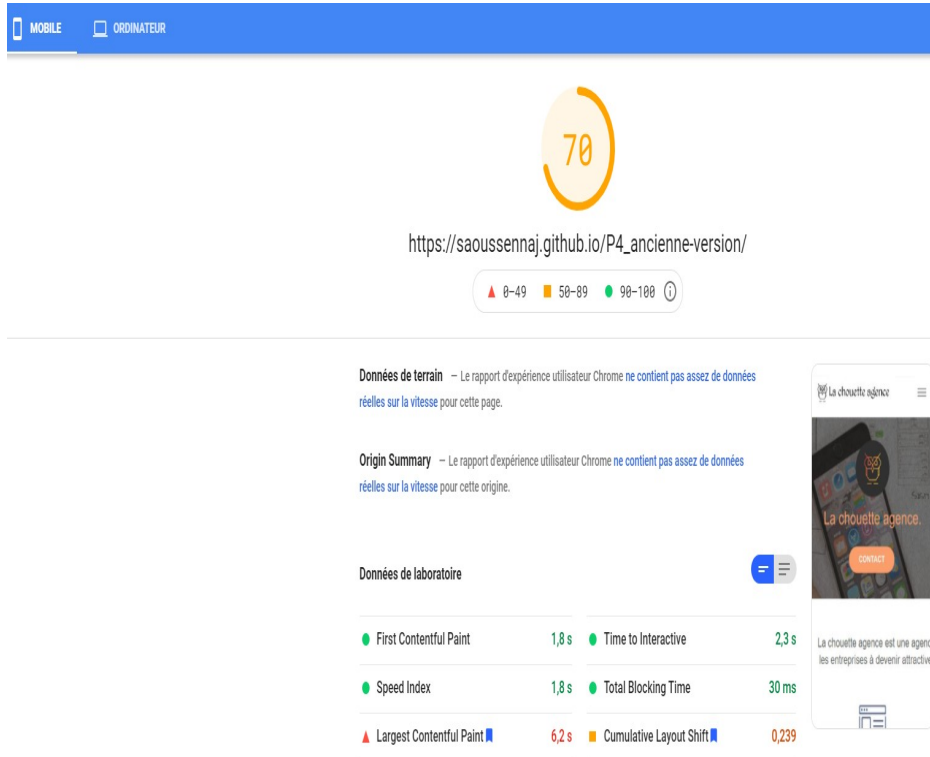 MOBILE ORDINATEUR
70
https://saoussennaj.github.io/P4_ancienne-version/
0–49 50–89 90–100
Données de terrain – Le rapport d'expérience utilisateur Chrome ne contient pas assez de données
réelles sur la vitesse pour cette page.
Origin Summary – Le rapport d'expérience utilisateur Chrome ne contient pas assez de données
réelles sur la vitesse pour cette origine.
Données de laboratoire
First Contentful Paint 1,8 s
Time to Interactive 2,3 s
Speed Index 1,8 s
Total Blocking Time 30 ms
Largest Contentful Paint 6,2 s
Cumulative Layout Shift 0,239
La chouette agence
La chouette agence.
CONTACT
La chouette agence est une agenc
les entreprises à devenir attractive